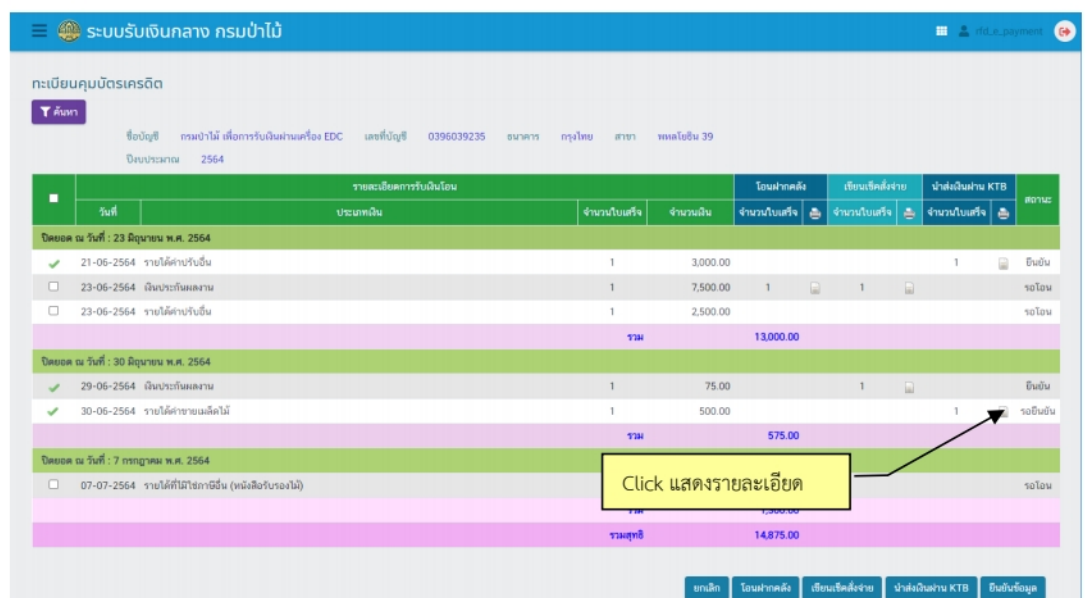 ระบบรับเงินกลาง กรมป่าไม้ rfd_e_payment
ทะเบียนคุมบัตรเครดิต
ค้นหา
ชื่อบัญชี กรมป่าไม้ เพื่อการรับเงินผ่านเครื่อง EDC เลขที่บัญชี 0396039235 ธนาคาร กรุงไทย สาขา พหลโยธิน 39
ปีงบประมาณ 2564
รายละเอียดการรับเงินโอน โอนฝากคลัง เขียนเช็คสั่งจ่าย นำส่งเงินผ่าน KTB สถานะ
วันที่ ประเภทเงิน จำนวนใบเสร็จ จำนวนเงิน จำนวนใบเสร็จ จำนวนใบเสร็จ จำนวนใบเสร็จ
ปิดยอด ณ วันที่ : 23 มิถุนายน พ.ศ. 2564
21-06-2564 รายได้ค่าปรับอื่น 1 3,000.00 1 ยืนยัน
23-06-2564 เงินประกันผลงาน 1 7,500.00 1 1 รอโอน
23-06-2564 รายได้ค่าปรับอื่น 1 2,500.00 รอโอน
รวม 13,000.00
ปิดยอด ณ วันที่ : 30 มิถุนายน พ.ศ. 2564
29-06-2564 เงินประกันผลงาน 1 75.00 1 ยืนยัน
30-06-2564 รายได้ค่าขายเมล็ดไม้ 1 500.00 1 รอยืนยัน
รวม 575.00
ปิดยอด ณ วันที่ : 7 กรกฎาคม พ.ศ. 2564
07-07-2564 รายได้ที่ไม่ใช่ภาษีอื่น (หนังสือรับรองไม้) รอโอน
Click แสดงรายละเอียด
รวม 1,300.00
รวมสุทธิ 14,875.00
ยกเลิก โอนฝากคลัง เขียนเช็คสั่งจ่าย นำส่งเงินผ่าน KTB ยืนยันข้อมูล